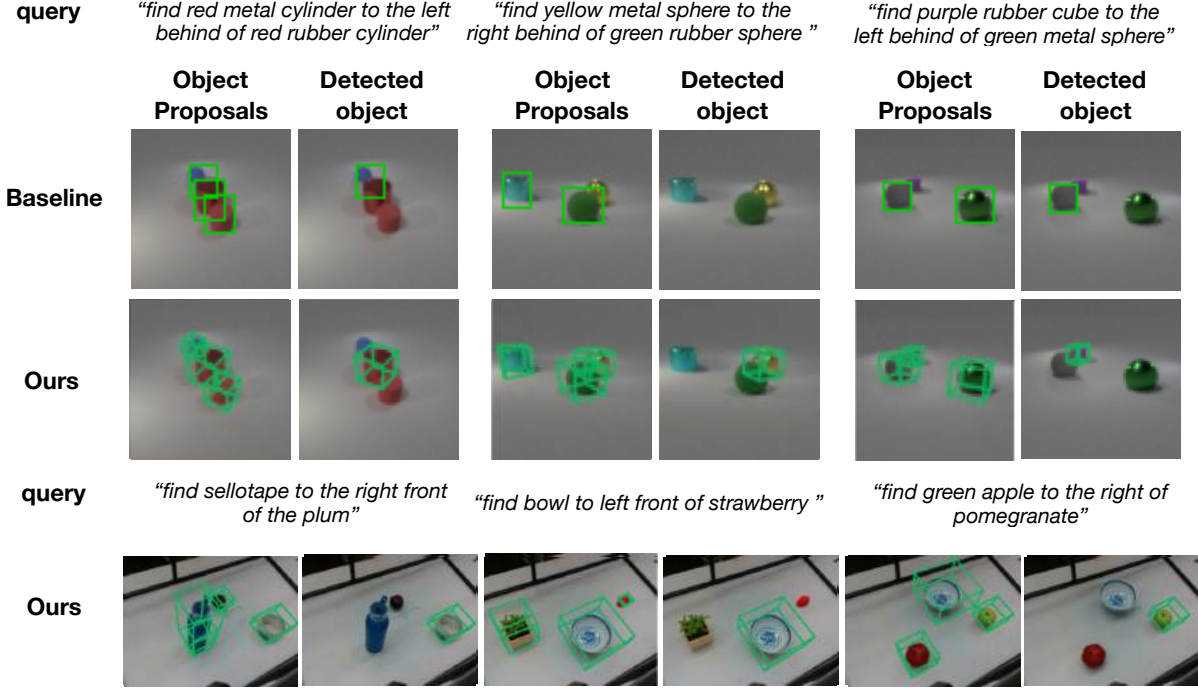 query
“find red metal cylinder to the left
behind of red rubber cylinder”
“find yellow metal sphere to the
right behind of green rubber sphere ”
“find purple rubber cube to the
left behind of green metal sphere”
Object
Proposals
Detected
object
Object
Proposals
Detected
object
Object
Proposals
Detected
object
Baseline
Ours
query
“find sellotape to the right front
of the plum”
“find bowl to left front of strawberry ”
“find green apple to the right of
pomegranate”
Ours